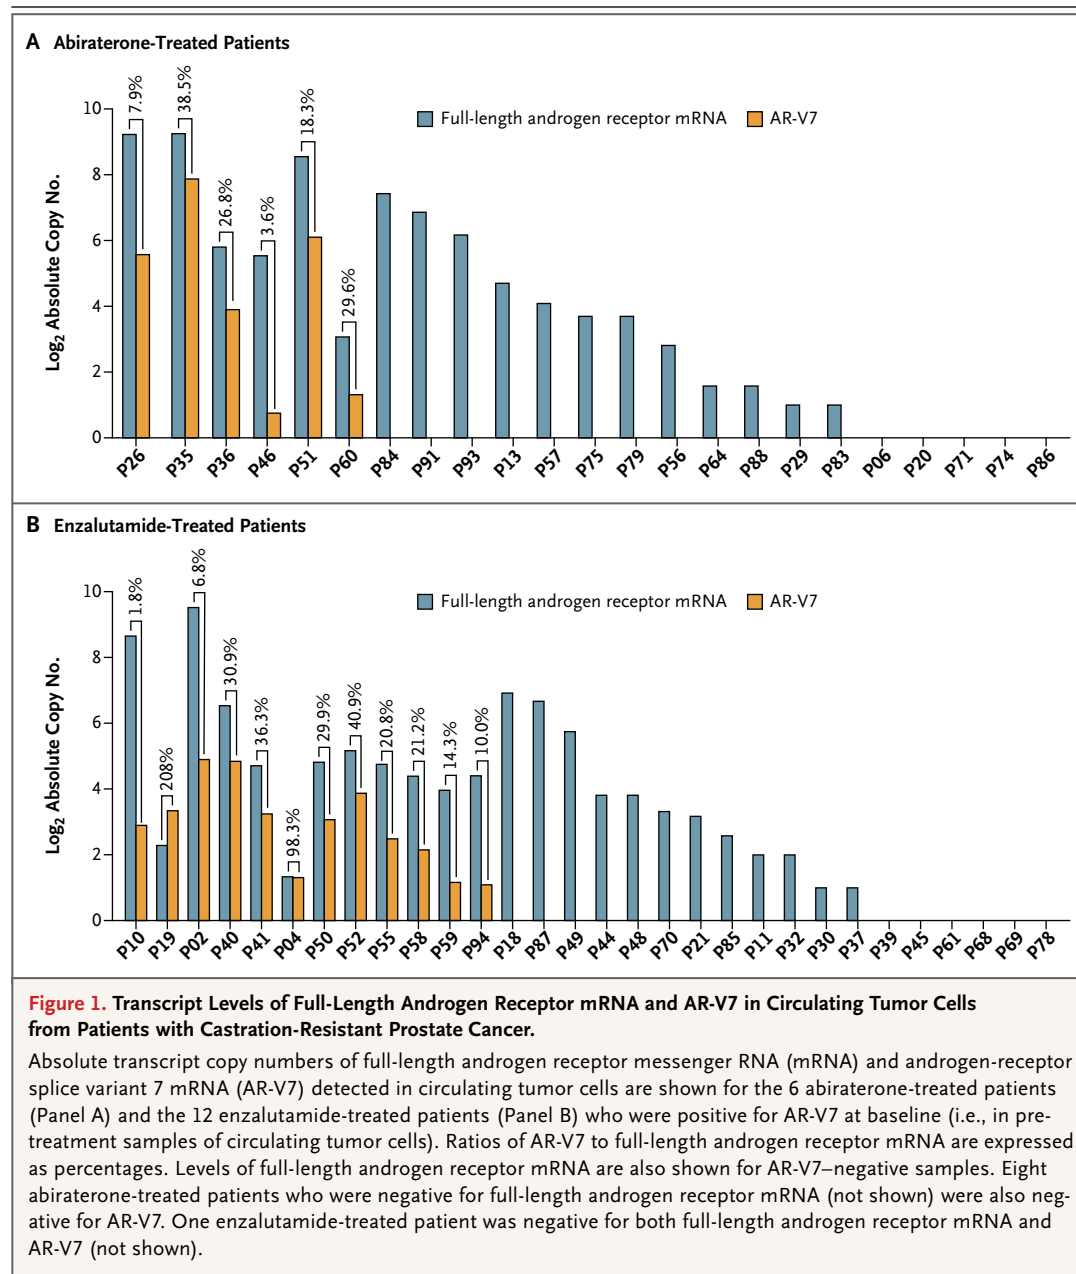 A Abiraterone-Treated Patients
7.9%
38.5%
26.8%
3.6%
18.3%
29.6%
Full-length androgen receptor mRNA
AR-V7
Log2 Absolute Copy No.
10
8
6
4
2
0
P26 P35 P36 P46 P51 P60 P84 P91 P93 P13 P57 P75 P79 P56 P64 P88 P29 P83 P06 P20 P71 P74 P86
B Enzalutamide-Treated Patients
1.8%
208%
6.8%
30.9%
36.3%
98.3%
29.9%
40.9%
20.8%
21.2%
14.3%
10.0%
Full-length androgen receptor mRNA
AR-V7
Log2 Absolute Copy No.
10
8
6
4
2
0
P10 P19 P02 P40 P41 P04 P50 P52 P55 P58 P59 P94 P18 P87 P49 P44 P48 P70 P21 P85 P11 P32 P30 P37 P39 P45 P61 P68 P69 P78
Figure 1. Transcript Levels of Full-Length Androgen Receptor mRNA and AR-V7 in Circulating Tumor Cells
from Patients with Castration-Resistant Prostate Cancer.
Absolute transcript copy numbers of full-length androgen receptor messenger RNA (mRNA) and androgen-receptor
splice variant 7 mRNA (AR-V7) detected in circulating tumor cells are shown for the 6 abiraterone-treated patients
(Panel A) and the 12 enzalutamide-treated patients (Panel B) who were positive for AR-V7 at baseline (i.e., in pre-
treatment samples of circulating tumor cells). Ratios of AR-V7 to full-length androgen receptor mRNA are expressed
as percentages. Levels of full-length androgen receptor mRNA are also shown for AR-V7–negative samples. Eight
abiraterone-treated patients who were negative for full-length androgen receptor mRNA (not shown) were also neg-
ative for AR-V7. One enzalutamide-treated patient was negative for both full-length androgen receptor mRNA and
AR-V7 (not shown).